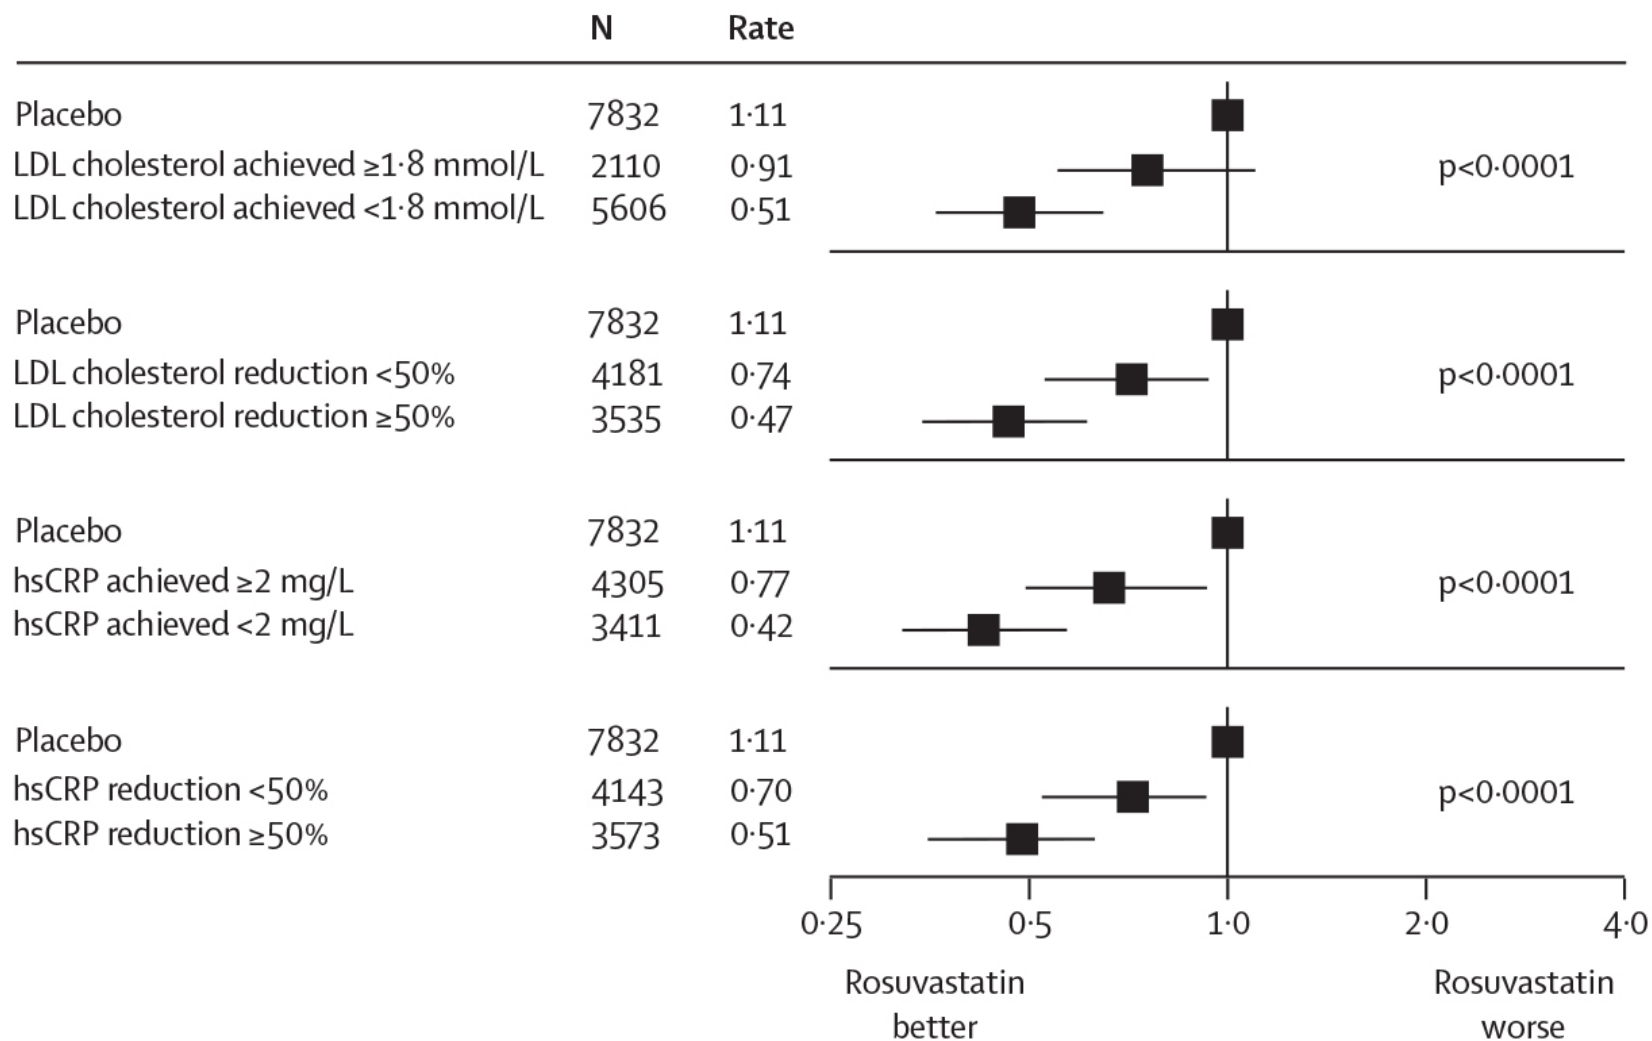 N Rate
Placebo 7832 1·11
LDL cholesterol achieved ≥1·8 mmol/L 2110 0·91 p<0·0001
LDL cholesterol achieved <1·8 mmol/L 5606 0·51
Placebo 7832 1·11
LDL cholesterol reduction <50% 4181 0·74 p<0·0001
LDL cholesterol reduction ≥50% 3535 0·47
Placebo 7832 1·11
hsCRP achieved ≥2 mg/L 4305 0·77 p<0·0001
hsCRP achieved <2 mg/L 3411 0·42
Placebo 7832 1·11
hsCRP reduction <50% 4143 0·70 p<0·0001
hsCRP reduction ≥50% 3573 0·51
0·25 0·5 1·0 2·0 4·0
Rosuvastatin Rosuvastatin
better worse